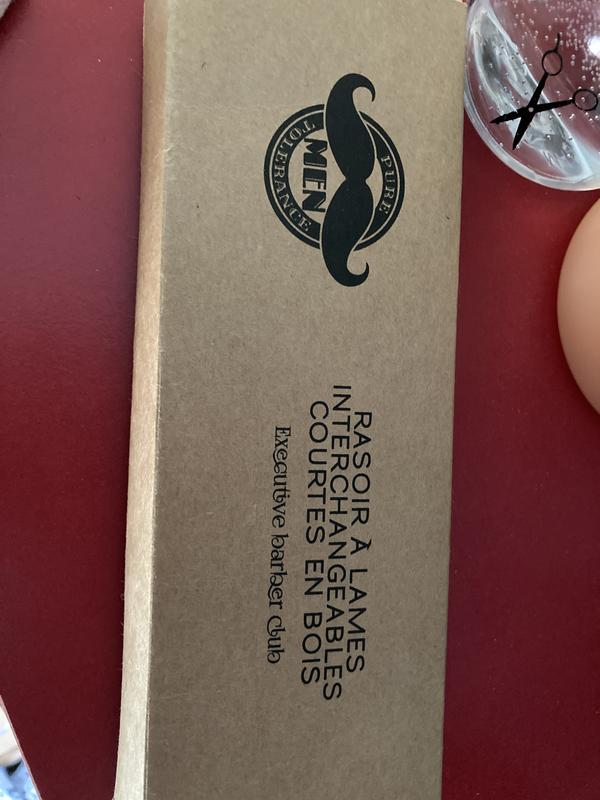 PURE
MEN
TOLERANCE
RASOIR À LAMES
INTERCHANGEABLES
COURTES EN BOIS
Executive barber club